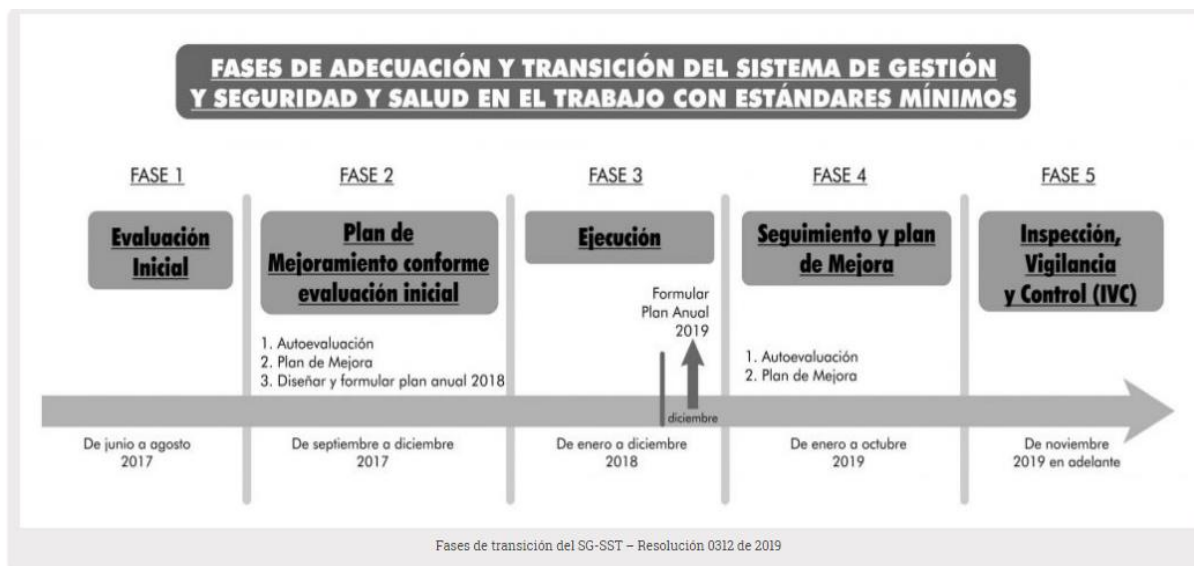 FASES DE ADECUACIÓN Y TRANSICIÓN DEL SISTEMA DE GESTIÓN
Y SEGURIDAD Y SALUD EN EL TRABAJO CON ESTÁNDARES MÍNIMOS
FASE 1
Evaluación
Inicial
De junio a agosto
2017
FASE 2
Plan de
Mejoramiento conforme
evaluación inicial
1. Autoevaluación
2. Plan de Mejora
3. Diseñar y formular plan anual 2018
De septiembre a diciembre
2017
FASE 3
Ejecución
Formular
Plan Anual
2019
diciembre
De enero a diciembre
2018
FASE 4
Seguimiento y plan
de Mejora
1. Autoevaluación
2. Plan de Mejora
De enero a octubre
2019
FASE 5
Inspección,
Vigilancia
y Control (IVC)
De noviembre
2019 en adelante
Fases de transición del SG-SST – Resolución 0312 de 2019